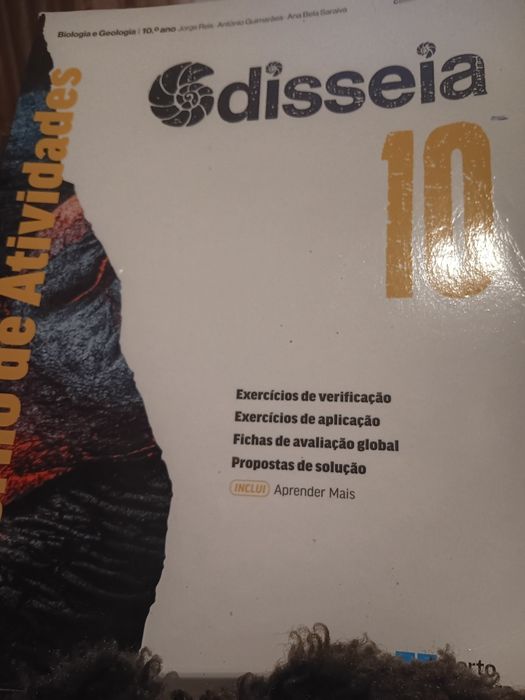 Biologia e Geologia | 10.º ano Jorge Reis · António Guimarães · Ana Bela Saraiva
Odisseia
10
de Atividades
Exercícios de verificação
Exercícios de aplicação
Fichas de avaliação global
Propostas de solução
INCLUI Aprender Mais